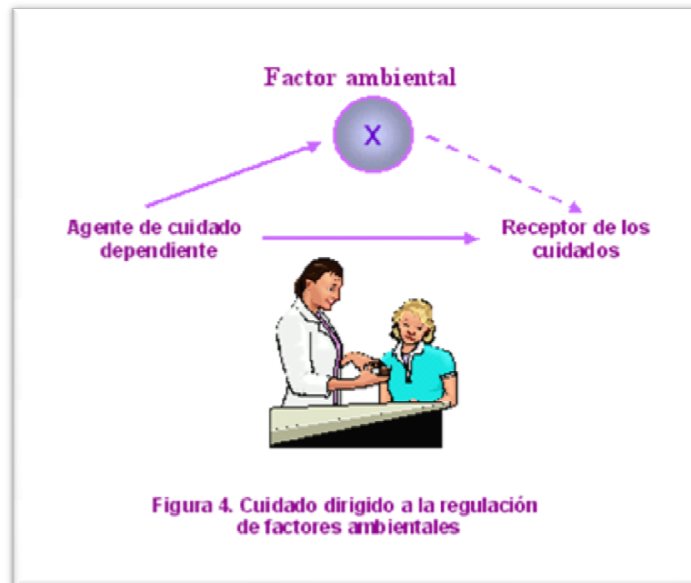 Factor ambiental
X
Agente de cuidado
dependiente
Receptor de los
cuidados
Figura 4. Cuidado dirigido a la regulación
de factores ambientales